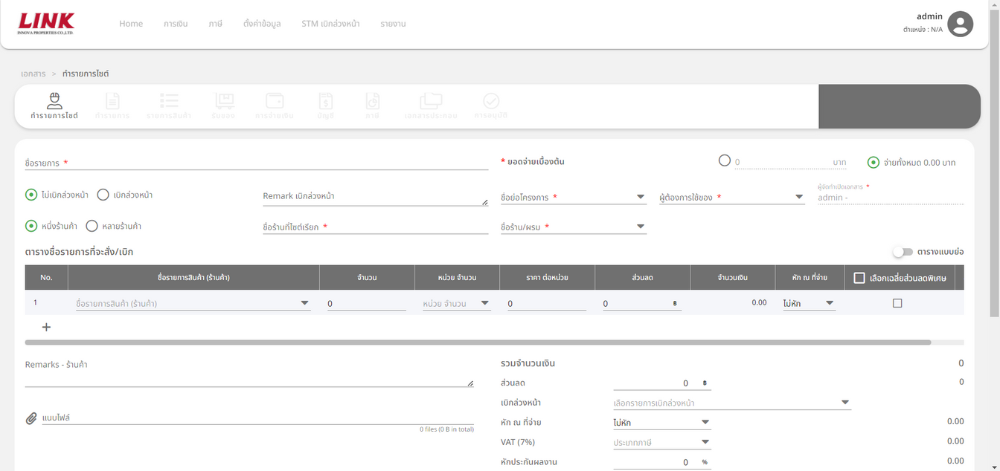 LINK
INNOVA PROPERTIES CO.,LTD.
Home การเงิน ภาษี ตั้งค่าข้อมูล STM เบิกล่วงหน้า รายงาน
admin
ตำแหน่ง : N/A
เอกสาร > ทำรายการไซต์
ทำรายการไซต์ ทำรายการ รายการสินค้า รับของ การจ่ายเงิน บัญชี ภาษี เอกสารประกอบ การอนุมัติ
ชื่อรายการ * * ยอดจ่ายเบื้องต้น 0 บาท จ่ายทั้งหมด 0.00 บาท
ไม่เบิกล่วงหน้า เบิกล่วงหน้า Remark เบิกล่วงหน้า ชื่อย่อโครงการ * ผู้ต้องการใช้ของ * ผู้จัดทำเปิดเอกสาร *
admin -
หนึ่งร้านค้า หลายร้านค้า ชื่อร้านที่ไซต์เรียก * ชื่อร้าน/ผรม *
ตารางชื่อรายการที่จะสั่ง/เบิก ตารางแบบย่อ
No. ชื่อรายการสินค้า (ร้านค้า) จำนวน หน่วย จำนวน ราคา ต่อหน่วย ส่วนลด จำนวนเงิน หัก ณ ที่จ่าย เลือกเฉลี่ยส่วนลดพิเศษ
1 ชื่อรายการสินค้า (ร้านค้า) 0 หน่วย จำนวน 0 0 ฿ 0.00 ไม่หัก
+
Remarks - ร้านค้า
แนบไฟล์
0 files (0 B in total)
รวมจำนวนเงิน 0
ส่วนลด 0 ฿ 0
เบิกล่วงหน้า เลือกรายการเบิกล่วงหน้า
หัก ณ ที่จ่าย ไม่หัก 0.00
VAT (7%) ประเภทภาษี 0.00
หักประกันผลงาน 0 % 0.00